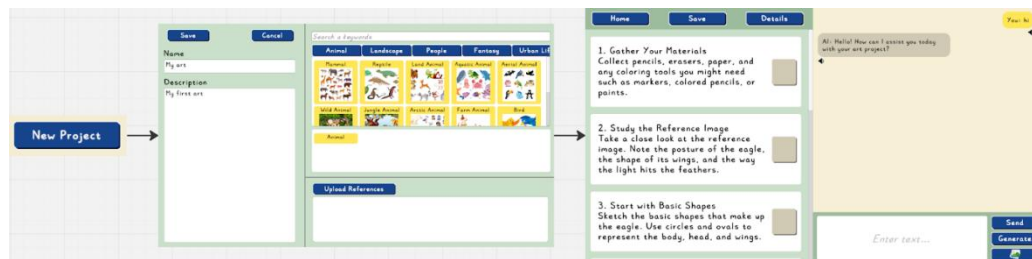 New Project
Save
Cancel
Name
My art
Description
My first art
Search a keywords
Animal
Landscape
People
Fantasy
Urban Lif
Mammal
Reptile
Land Animal
Aquatic Animal
Aerial Animal
Wild Animal
Jungle Animal
Arctic Animal
Farm Animal
Bird
Animal
Upload References
Home
Save
Details
1. Gather Your Materials
Collect pencils, erasers, paper, and
any coloring tools you might need
such as markers, colored pencils, or
paints.
2. Study the Reference Image
Take a close look at the reference
image. Note the posture of the eagle,
the shape of its wings, and the way
the light hits the feathers.
3. Start with Basic Shapes
Sketch the basic shapes that make up
the eagle. Use circles and ovals to
represent the body, head, and wings.
You: hi
AI: Hello! How can I assist you today
with your art project?
Enter text...
Send
Generate